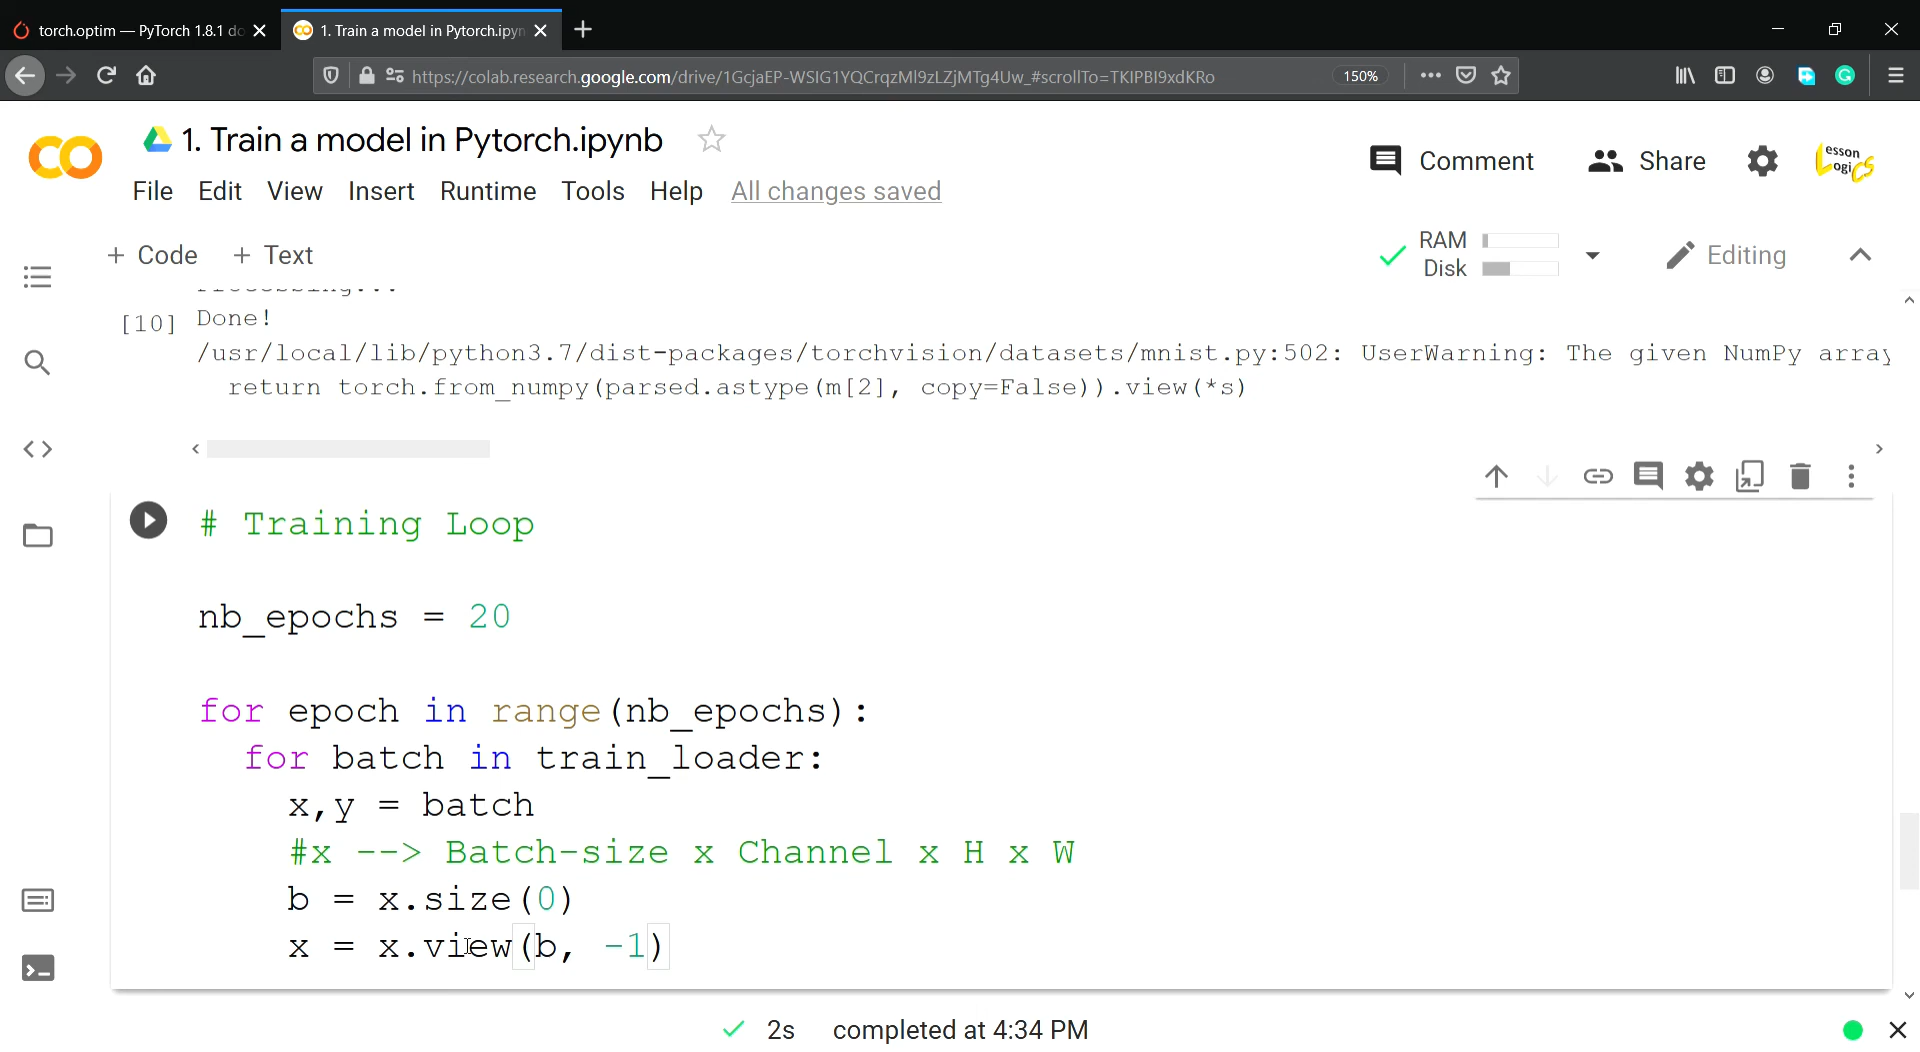 torch.optim — PyTorch 1.8.1 do
1. Train a model in Pytorch.ipyn
https://colab.research.google.com/drive/1GcjaEP-WSIG1YQCrqzMl9zLZjMTg4Uw_#scrollTo=TKIPBI9xdKRo
150%
1. Train a model in Pytorch.ipynb
Comment
Share
Lesson
LogiCS
File Edit View Insert Runtime Tools Help All changes saved
+ Code + Text
RAM
Disk
Editing
Processing...
[10] Done!
/usr/local/lib/python3.7/dist-packages/torchvision/datasets/mnist.py:502: UserWarning: The given NumPy array
return torch.from_numpy(parsed.astype(m[2], copy=False)).view(*s)
# Training Loop
nb_epochs = 20
for epoch in range(nb_epochs):
for batch in train_loader:
x,y = batch
#x --> Batch-size x Channel x H x W
b = x.size(0)
x = x.view(b, -1)
2s completed at 4:34 PM